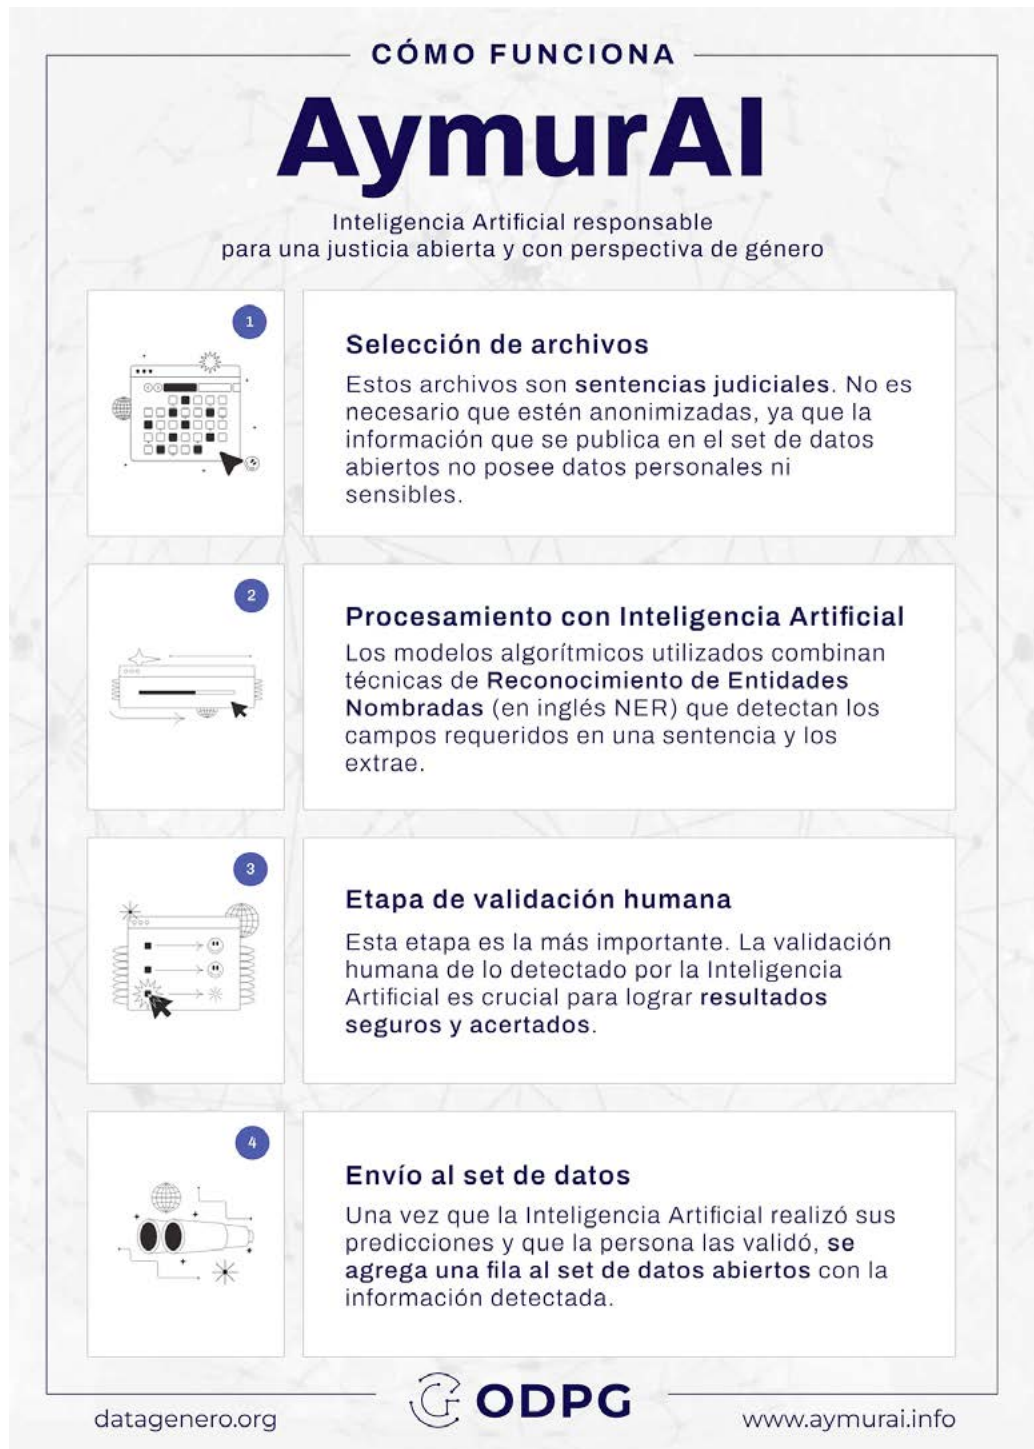 CÓMO FUNCIONA
AymurAI
Inteligencia Artificial responsable
para una justicia abierta y con perspectiva de género
1
Selección de archivos
Estos archivos son sentencias judiciales. No es
necesario que estén anonimizadas, ya que la
información que se publica en el set de datos
abiertos no posee datos personales ni
sensibles.
2
Procesamiento con Inteligencia Artificial
Los modelos algorítmicos utilizados combinan
técnicas de Reconocimiento de Entidades
Nombradas (en inglés NER) que detectan los
campos requeridos en una sentencia y los
extrae.
3
Etapa de validación humana
Esta etapa es la más importante. La validación
humana de lo detectado por la Inteligencia
Artificial es crucial para lograr resultados
seguros y acertados.
4
Envío al set de datos
Una vez que la Inteligencia Artificial realizó sus
predicciones y que la persona las validó, se
agrega una fila al set de datos abiertos con la
información detectada.
datagenero.org
ODPG
www.aymurai.info